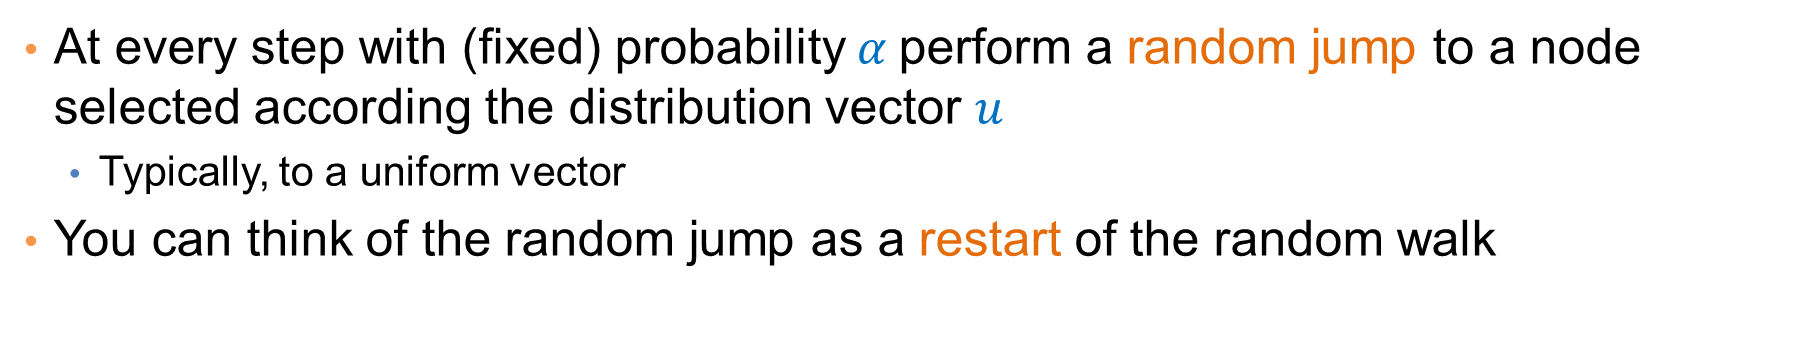 • At every step with (fixed) probability α perform a random jump to a node
selected according the distribution vector u
• Typically, to a uniform vector
• You can think of the random jump as a restart of the random walk